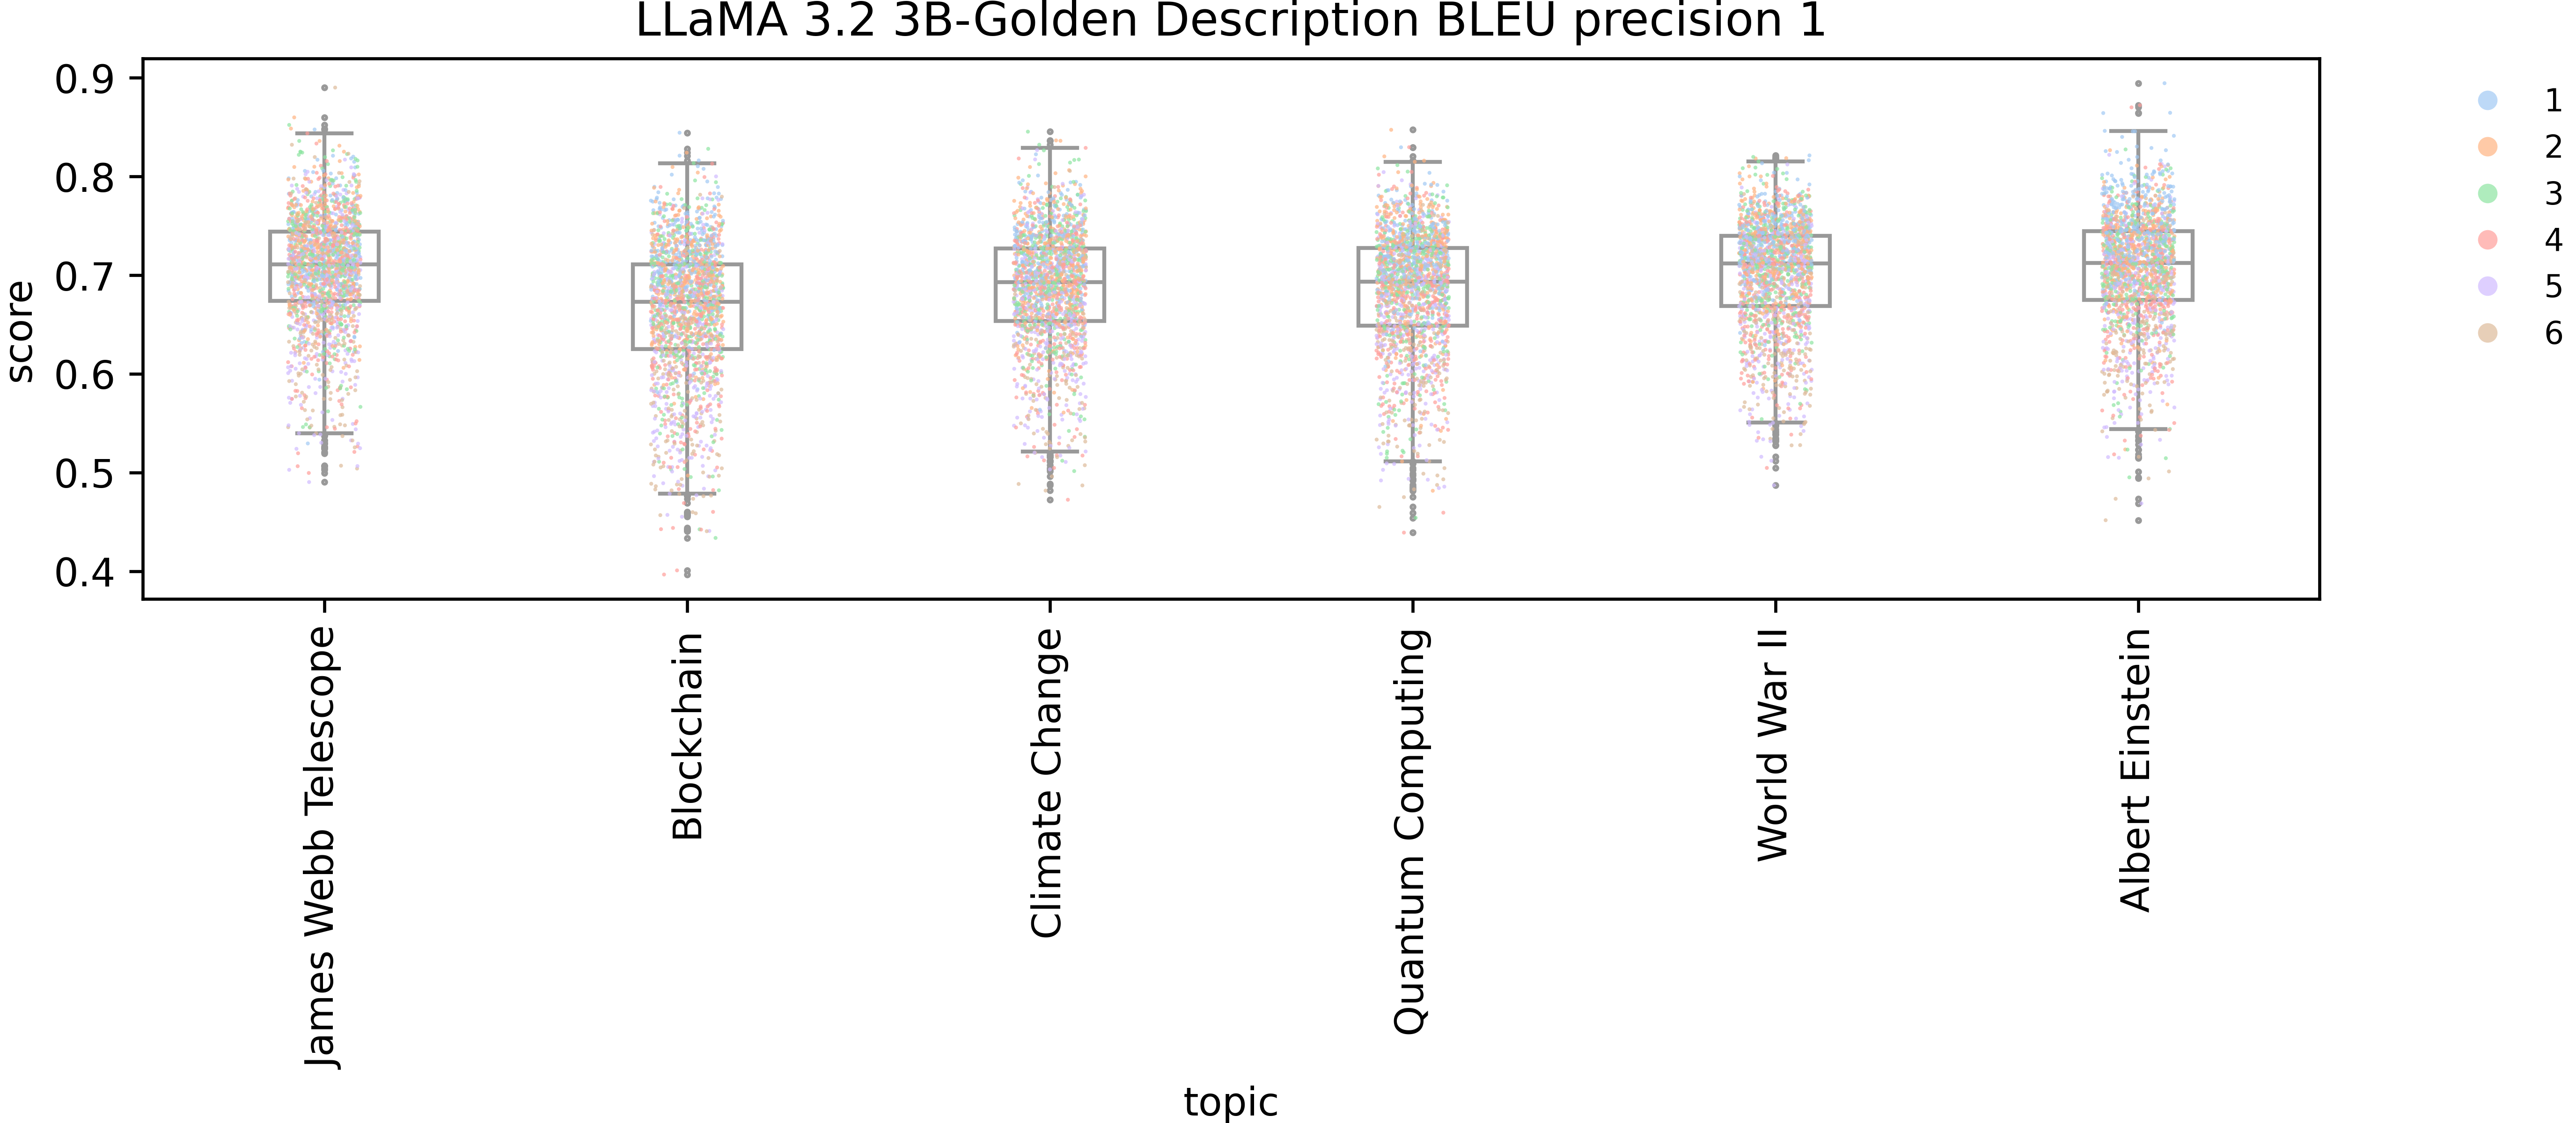 LLaMA 3.2 3B-Golden Description BLEU precision 1
score
0.9
0.8
0.7
0.6
0.5
0.4
James Webb Telescope
Blockchain
Climate Change
Quantum Computing
World War II
Albert Einstein
topic
1
2
3
4
5
6